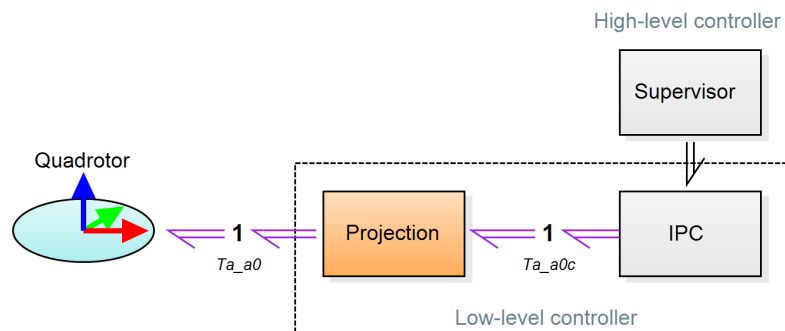 High-level controller
Supervisor
Quadrotor
1
Projection
1
IPC
Ta_a0
Ta_a0c
Low-level controller